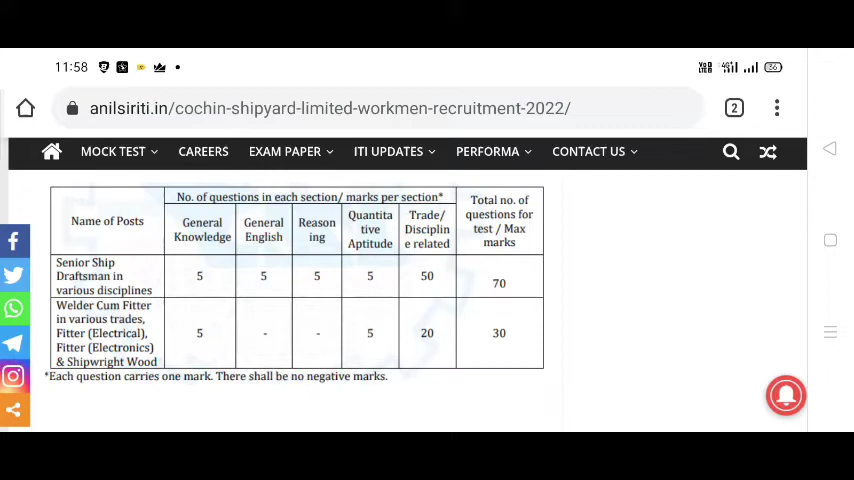 11:58
VoD 4G+
LTE
36
anilsiriti.in/cochin-shipyard-limited-workmen-recruitment-2022/
2
MOCK TEST CAREERS EXAM PAPER ITI UPDATES PERFORMA CONTACT US
Name of Posts
No. of questions in each section/ marks per section*
General
Knowledge
General
English
Reason
ing
Quantita
tive
Aptitude
Trade/
Disciplin
e related
Total no. of
questions for
test / Max
marks
Senior Ship
Draftsman in
various disciplines
5 5 5 5 50 70
Welder Cum Fitter
in various trades,
Fitter (Electrical),
Fitter (Electronics)
& Shipwright Wood
5 - - 5 20 30
*Each question carries one mark. There shall be no negative marks.